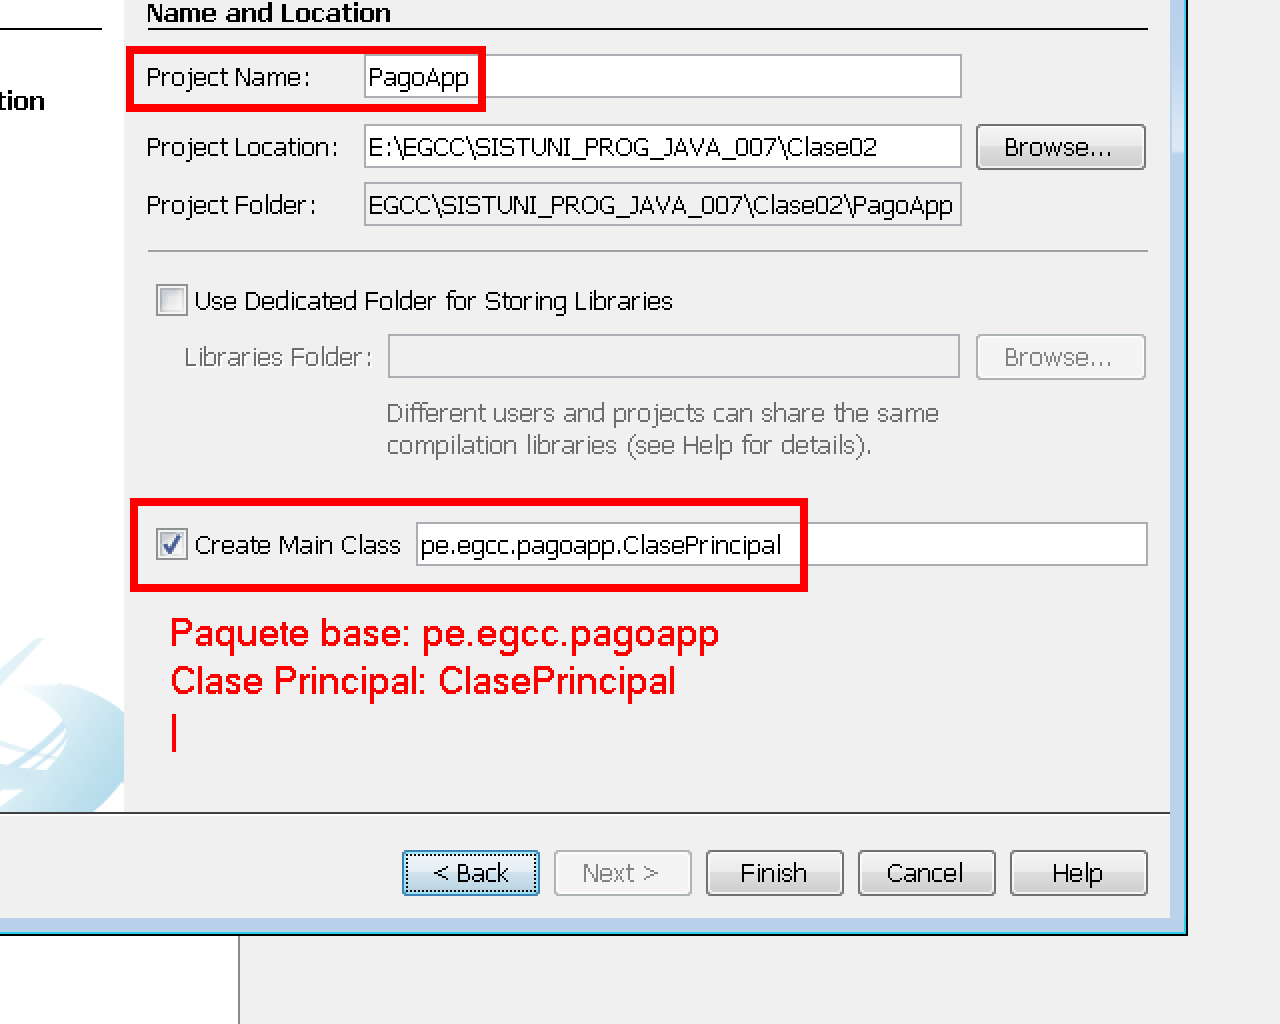 Name and Location
tion
Project Name: PagoApp
Project Location: E:\EGCC\SISTUNI_PROG_JAVA_007\Clase02 Browse...
Project Folder: EGCC\SISTUNI_PROG_JAVA_007\Clase02\PagoApp
Use Dedicated Folder for Storing Libraries
Libraries Folder: Browse...
Different users and projects can share the same
compilation libraries (see Help for details).
Create Main Class pe.egcc.pagoapp.ClasePrincipal
Paquete base: pe.egcc.pagoapp
Clase Principal: ClasePrincipal
< Back Next > Finish Cancel Help